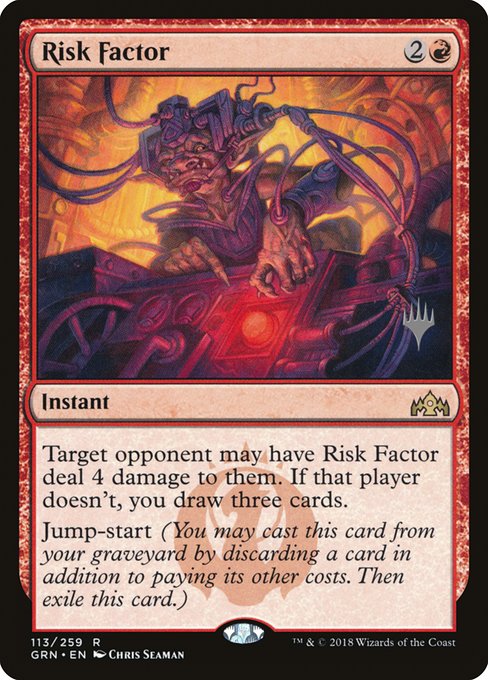 Risk Factor
2
Instant
Target opponent may have Risk Factor
deal 4 damage to them. If that player
doesn't, you draw three cards.
Jump-start (You may cast this card from
your graveyard by discarding a card in
addition to paying its other costs. Then
exile this card.)
113/259 R
GRN • EN Chris Seaman
™ & © 2018 Wizards of the Coast